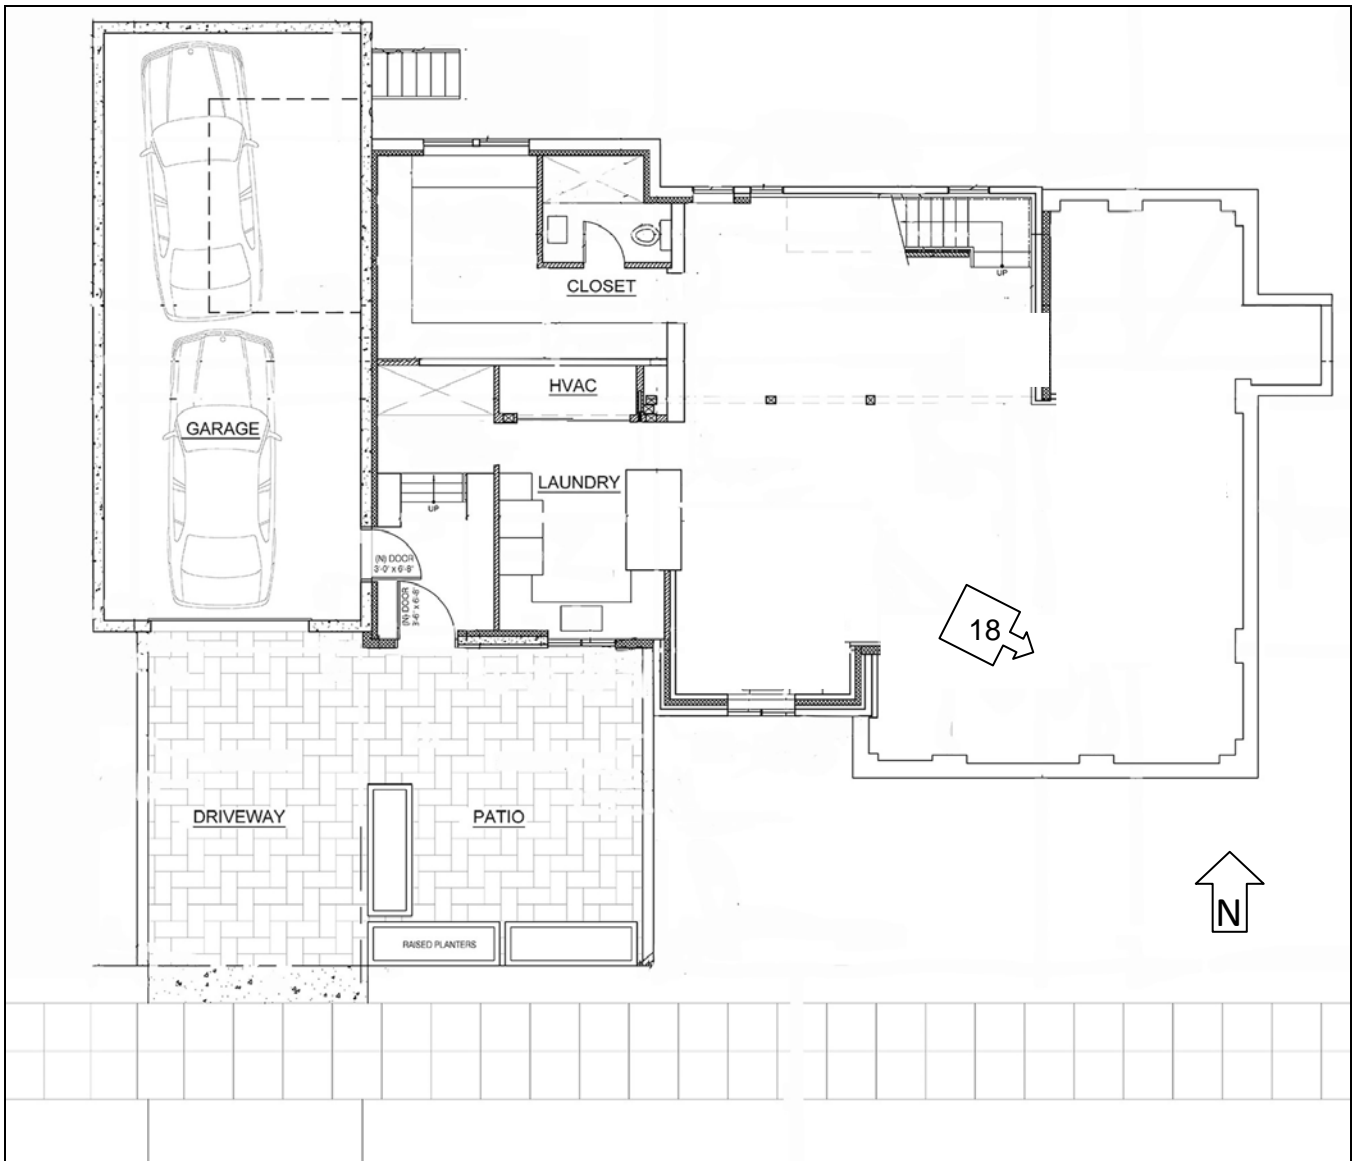 UP
CLOSET
HVAC
GARAGE
LAUNDRY
UP
(N) DOOR
3'-0" x 6'-8"
(N) DOOR
3'-6" x 6'-8"
18
DRIVEWAY
PATIO
N
RAISED PLANTERS